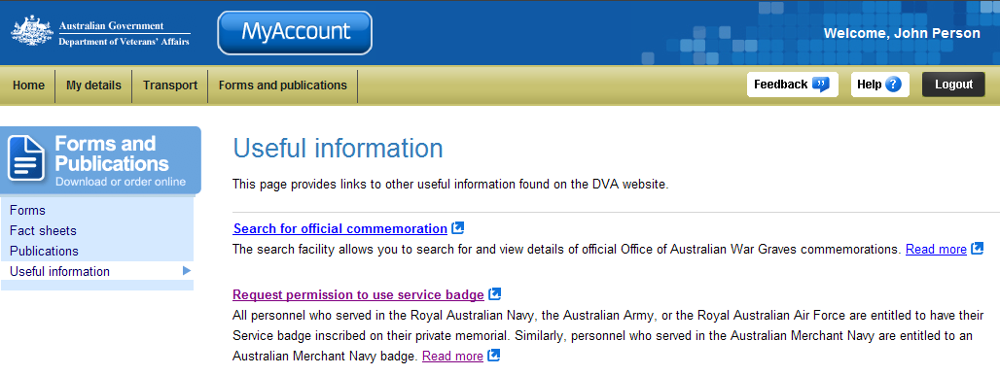 Australian Government
Department of Veterans' Affairs
MyAccount
Welcome, John Person
Home
My details
Transport
Forms and publications
Feedback
Help
Logout
Forms and
Publications
Download or order online
Forms
Fact sheets
Publications
Useful information
Useful information
This page provides links to other useful information found on the DVA website.
Search for official commemoration
The search facility allows you to search for and view details of official Office of Australian War Graves commemorations. Read more
Request permission to use service badge
All personnel who served in the Royal Australian Navy, the Australian Army, or the Royal Australian Air Force are entitled to have their
Service badge inscribed on their private memorial. Similarly, personnel who served in the Australian Merchant Navy are entitled to an
Australian Merchant Navy badge. Read more